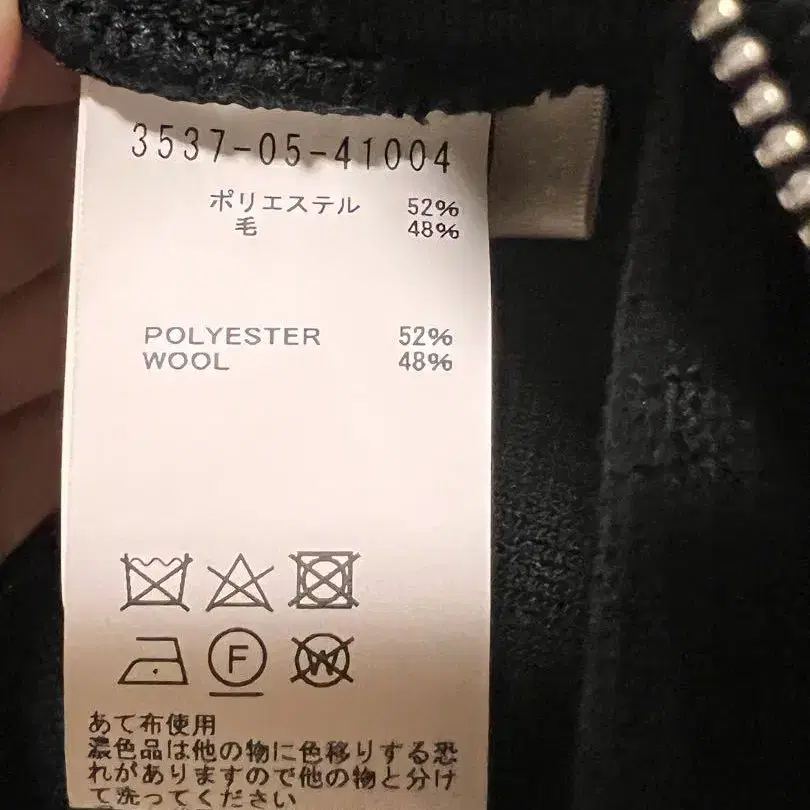 3537-05-41004
ポリエステル 52%
毛 48%
POLYESTER 52%
WOOL 48%
F
W
あて布使用
濃色品は他の物に色移りする恐
れがありますので他の物と分け
て洗ってください